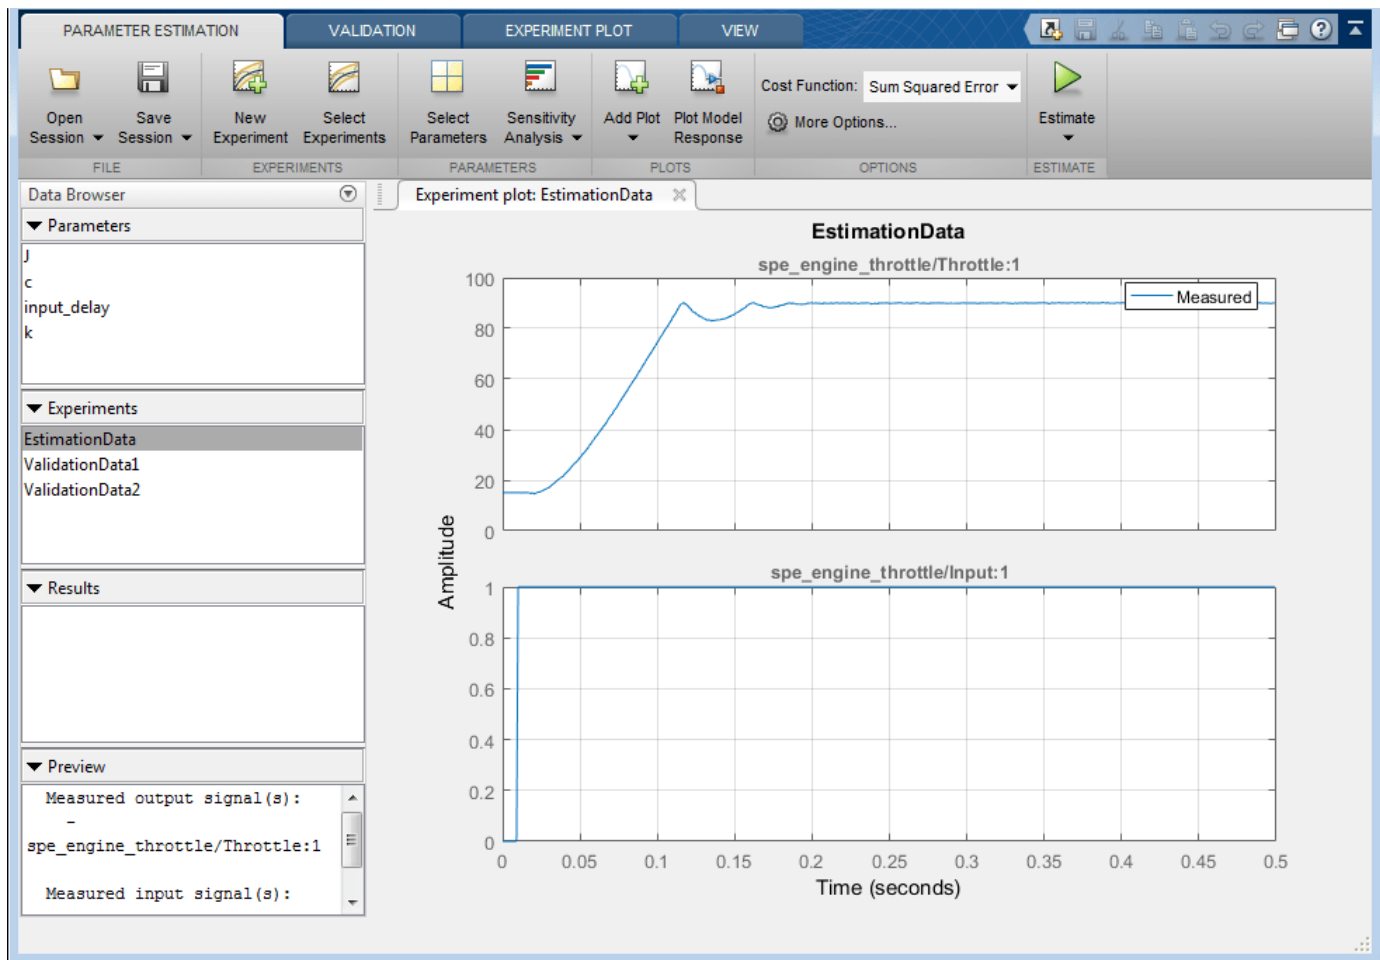 PARAMETER ESTIMATION VALIDATION EXPERIMENT PLOT VIEW
Open Session
Save Session
New Experiment
Select Experiments
Select Parameters
Sensitivity Analysis
Add Plot
Plot Model Response
Cost Function: Sum Squared Error
More Options...
Estimate
FILE EXPERIMENTS PARAMETERS PLOTS OPTIONS ESTIMATE
Data Browser
Parameters
J
c
input_delay
k
Experiments
EstimationData
ValidationData1
ValidationData2
Results
Preview
Measured output signal(s):
-
spe_engine_throttle/Throttle:1
Measured input signal(s):
Experiment plot: EstimationData
EstimationData
spe_engine_throttle/Throttle:1
Measured
100
80
60
40
20
0
Amplitude
spe_engine_throttle/Input:1
1
0.8
0.6
0.4
0.2
0
0 0.05 0.1 0.15 0.2 0.25 0.3 0.35 0.4 0.45 0.5
Time (seconds)